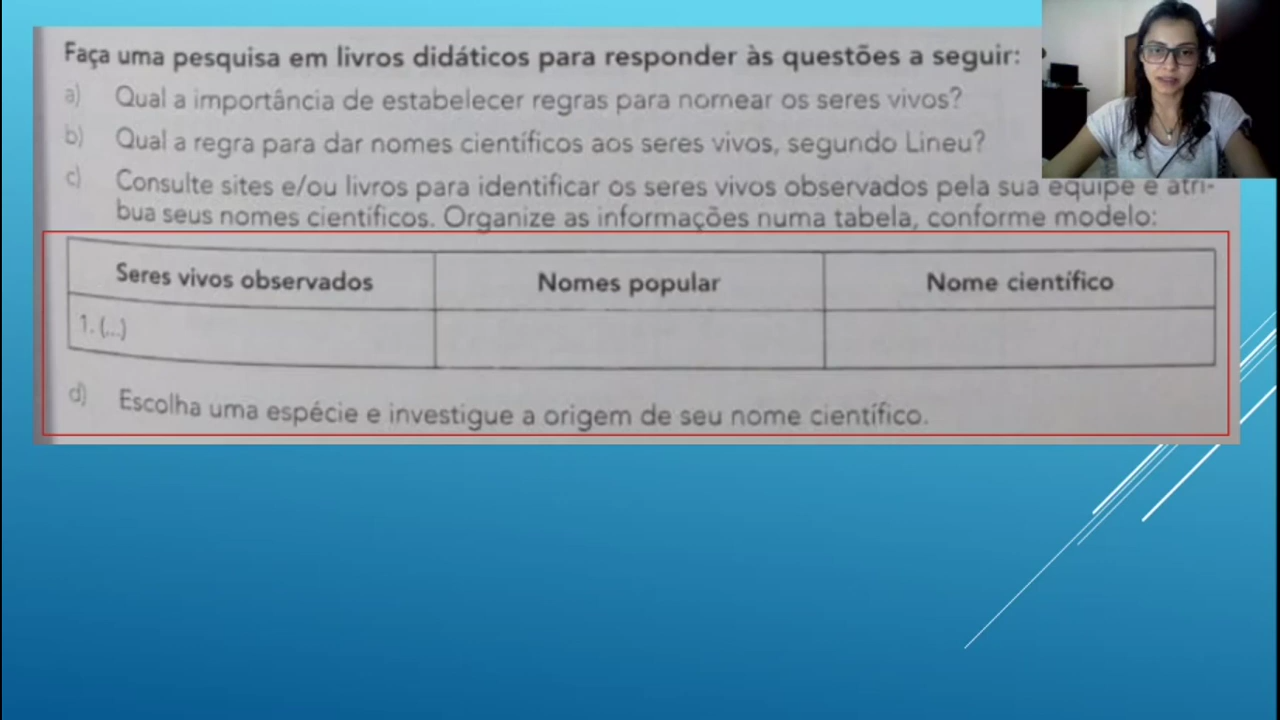 Faça uma pesquisa em livros didáticos para responder às questões a seguir:
a) Qual a importância de estabelecer regras para nomear os seres vivos?
b) Qual a regra para dar nomes científicos aos seres vivos, segundo Lineu?
c) Consulte sites e/ou livros para identificar os seres vivos observados pela sua equipe e atri-
bua seus nomes científicos. Organize as informações numa tabela, conforme modelo:
Seres vivos observados Nomes popular Nome científico
1. (...)
d) Escolha uma espécie e investigue a origem de seu nome científico.